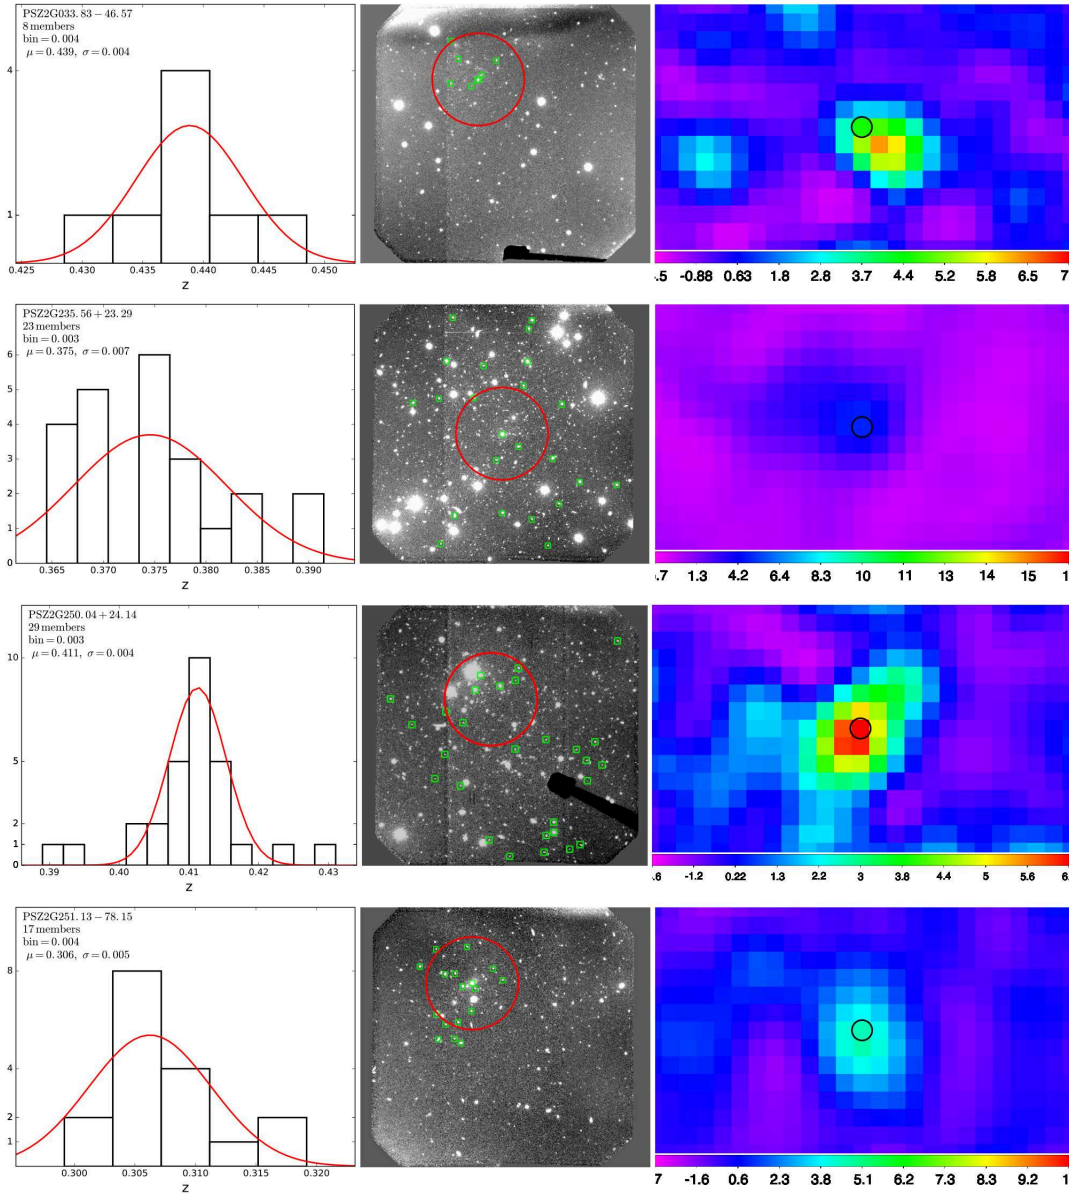 PSZ2G033.83−46.57
8 members
bin = 0.004
μ = 0.439, σ = 0.004
4
1
0.425 0.430 0.435 0.440 0.445 0.450
z
.5 -0.88 0.63 1.8 2.8 3.7 4.4 5.2 5.8 6.5 7
PSZ2G235.56+23.29
23 members
bin = 0.003
μ = 0.375, σ = 0.007
6
5
4
3
2
1
0
0.365 0.370 0.375 0.380 0.385 0.390
z
.7 1.3 4.2 6.4 8.3 10 11 13 14 15 1
PSZ2G250.04+24.14
29 members
bin = 0.003
μ = 0.411, σ = 0.004
10
5
2
1
0
0.39 0.40 0.41 0.42 0.43
z
.6 -1.2 0.22 1.3 2.2 3 3.8 4.4 5 5.6 6.
PSZ2G251.13−78.15
17 members
bin = 0.004
μ = 0.306, σ = 0.005
8
4
2
1
0.300 0.305 0.310 0.315 0.320
z
7 -1.6 0.6 2.3 3.8 5.1 6.2 7.3 8.3 9.2 1